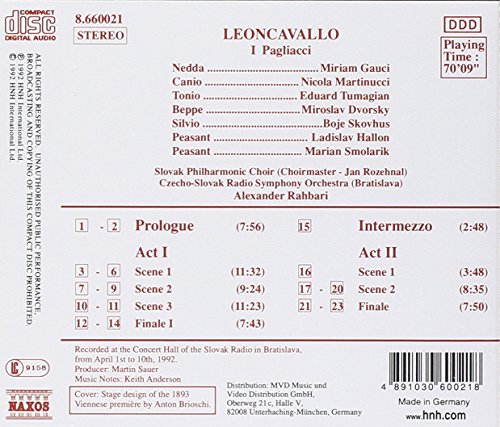 COMPACT
disc
DIGITAL AUDIO
8.660021
STEREO
LEONCAVALLO
I Pagliacci
DDD
Playing
Time :
70'09"
Nedda ................................ Miriam Gauci
Canio ........................ Nicola Martinucci
Tonio ........................ Eduard Tumagian
Beppe ........................ Miroslav Dvorsky
Silvio ................................ Boje Skovhus
Peasant ........................ Ladislav Hallon
Peasant ........................ Marian Smolarik
Slovak Philharmonic Choir (Choirmaster - Jan Rozehnal)
Czecho-Slovak Radio Symphony Orchestra (Bratislava)
Alexander Rahbari
1 - 2 Prologue (7:56)
Act I
3 - 6 Scene 1 (11:32)
7 - 9 Scene 2 (9:24)
10 - 11 Scene 3 (11:23)
12 - 14 Finale I (7:43)
15 Intermezzo (2:48)
Act II
16 Scene 1 (3:48)
17 - 20 Scene 2 (8:35)
21 - 23 Finale (7:50)
Recorded at the Concert Hall of the Slovak Radio in Bratislava,
from April 1st to 10th, 1992.
Producer: Martin Sauer
Music Notes: Keith Anderson
Cover: Stage design of the 1893
Viennese première by Anton Brioschi.
Distribution: MVD Music und
Video Distribution GmbH,
Oberweg 21c, Halle V,
82008 Unterhaching-München, Germany
4 891030 600218
Made in Germany
www.
hnh.com
℗ 1992 HNH International Ltd.
© 1992 HNH International Ltd.
ALL RIGHTS RESERVED. UNAUTHORISED PUBLIC PERFORMANCE,
BROADCASTING AND COPYING OF THIS COMPACT DISC PROHIBITED.
LC 9158
NAXOS